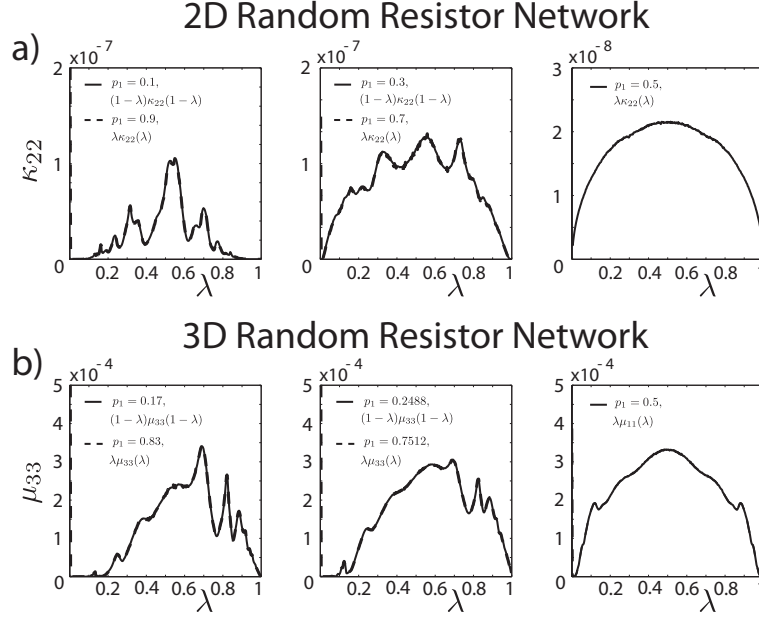 2D Random Resistor Network
a)
x10⁻⁷
x10⁻⁷
x10⁻⁸
κ₂₂
2
1
0
p₁ = 0.1,
(1−λ)κ₂₂(1−λ)
p₁ = 0.9,
λκ₂₂(λ)
0.2 0.4 0.6 0.8 1
λ
2
1
0
p₁ = 0.3,
(1−λ)κ₂₂(1−λ)
p₁ = 0.7,
λκ₂₂(λ)
0.2 0.4 0.6 0.8 1
λ
3
2
1
0
p₁ = 0.5,
λκ₂₂(λ)
0.2 0.4 0.6 0.8 1
λ
3D Random Resistor Network
b)
x10⁻⁴
x10⁻⁴
x10⁻⁴
μ₃₃
5
4
3
2
1
0
p₁ = 0.17,
(1−λ)μ₃₃(1−λ)
p₁ = 0.83,
λμ₃₃(λ)
0.2 0.4 0.6 0.8 1
λ
5
4
3
2
1
0
p₁ = 0.2488,
(1−λ)μ₃₃(1−λ)
p₁ = 0.7512,
λμ₃₃(λ)
0.2 0.4 0.6 0.8 1
λ
5
4
3
2
1
0
p₁ = 0.5,
λμ₁₁(λ)
0.2 0.4 0.6 0.8 1
λ